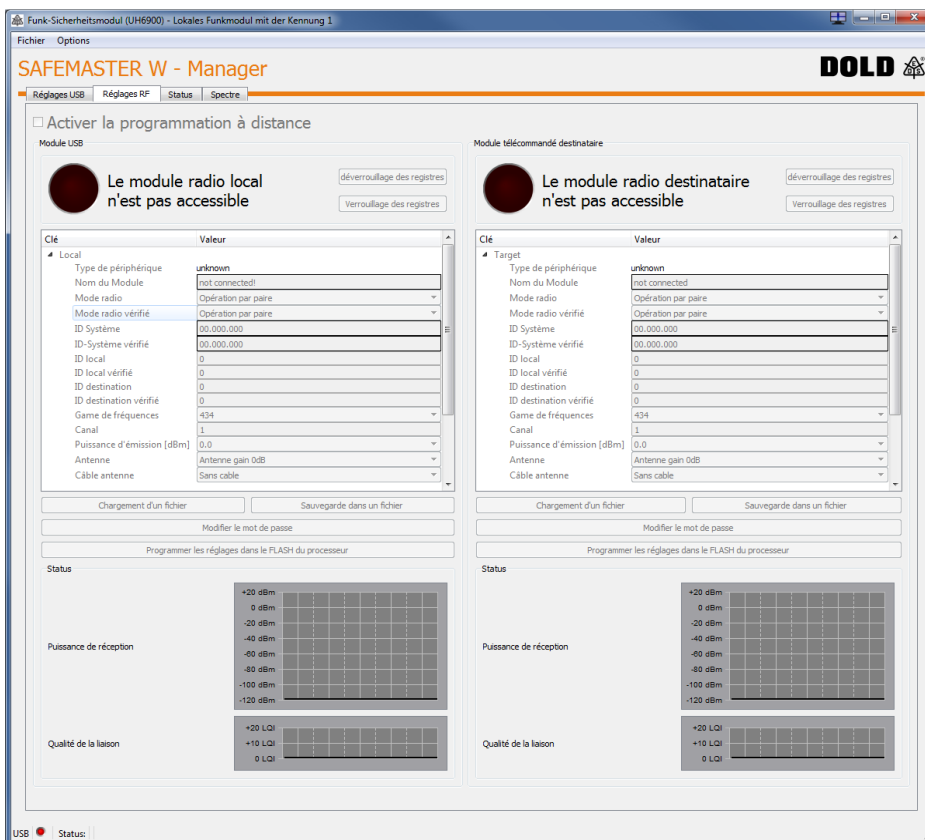 Funk-Sicherheitsmodul (UH6900) - Lokales Funkmodul mit der Kennung 1
Fichier Options
SAFEMASTER W - Manager
DOLD
Réglages USB Réglages RF Status Spectre
Activer la programmation à distance
Module USB
Le module radio local
n'est pas accessible
déverrouillage des registres
Verrouillage des registres
Clé Valeur
Local
Type de périphérique unknown
Nom du Module not connected!
Mode radio Opération par paire
Mode radio vérifié Opération par paire
ID Système 00.000.000
ID-Système vérifié 00.000.000
ID local 0
ID local vérifié 0
ID destination 0
ID destination vérifié 0
Game de fréquences 434
Canal 1
Puissance d'émission [dBm] 0.0
Antenne Antenne gain 0dB
Câble antenne Sans cable
Chargement d'un fichier Sauvegarde dans un fichier
Modifier le mot de passe
Programmer les réglages dans le FLASH du processeur
Status
Puissance de réception
+20 dBm
0 dBm
-20 dBm
-40 dBm
-60 dBm
-80 dBm
-100 dBm
-120 dBm
Qualité de la liaison
+20 LQI
+10 LQI
0 LQI
Module télécommandé destinataire
Le module radio destinataire
n'est pas accessible
déverrouillage des registres
Verrouillage des registres
Clé Valeur
Target
Type de périphérique unknown
Nom du Module not connected
Mode radio Opération par paire
Mode radio vérifié Opération par paire
ID Système 00.000.000
ID-Système vérifié 00.000.000
ID local 0
ID local vérifié 0
ID destination 0
ID destination vérifié 0
Game de fréquences 434
Canal 1
Puissance d'émission [dBm] 0.0
Antenne Antenne gain 0dB
Câble antenne Sans cable
Chargement d'un fichier Sauvegarde dans un fichier
Modifier le mot de passe
Programmer les réglages dans le FLASH du processeur
Status
Puissance de réception
+20 dBm
0 dBm
-20 dBm
-40 dBm
-60 dBm
-80 dBm
-100 dBm
-120 dBm
Qualité de la liaison
+20 LQI
+10 LQI
0 LQI
USB Status: